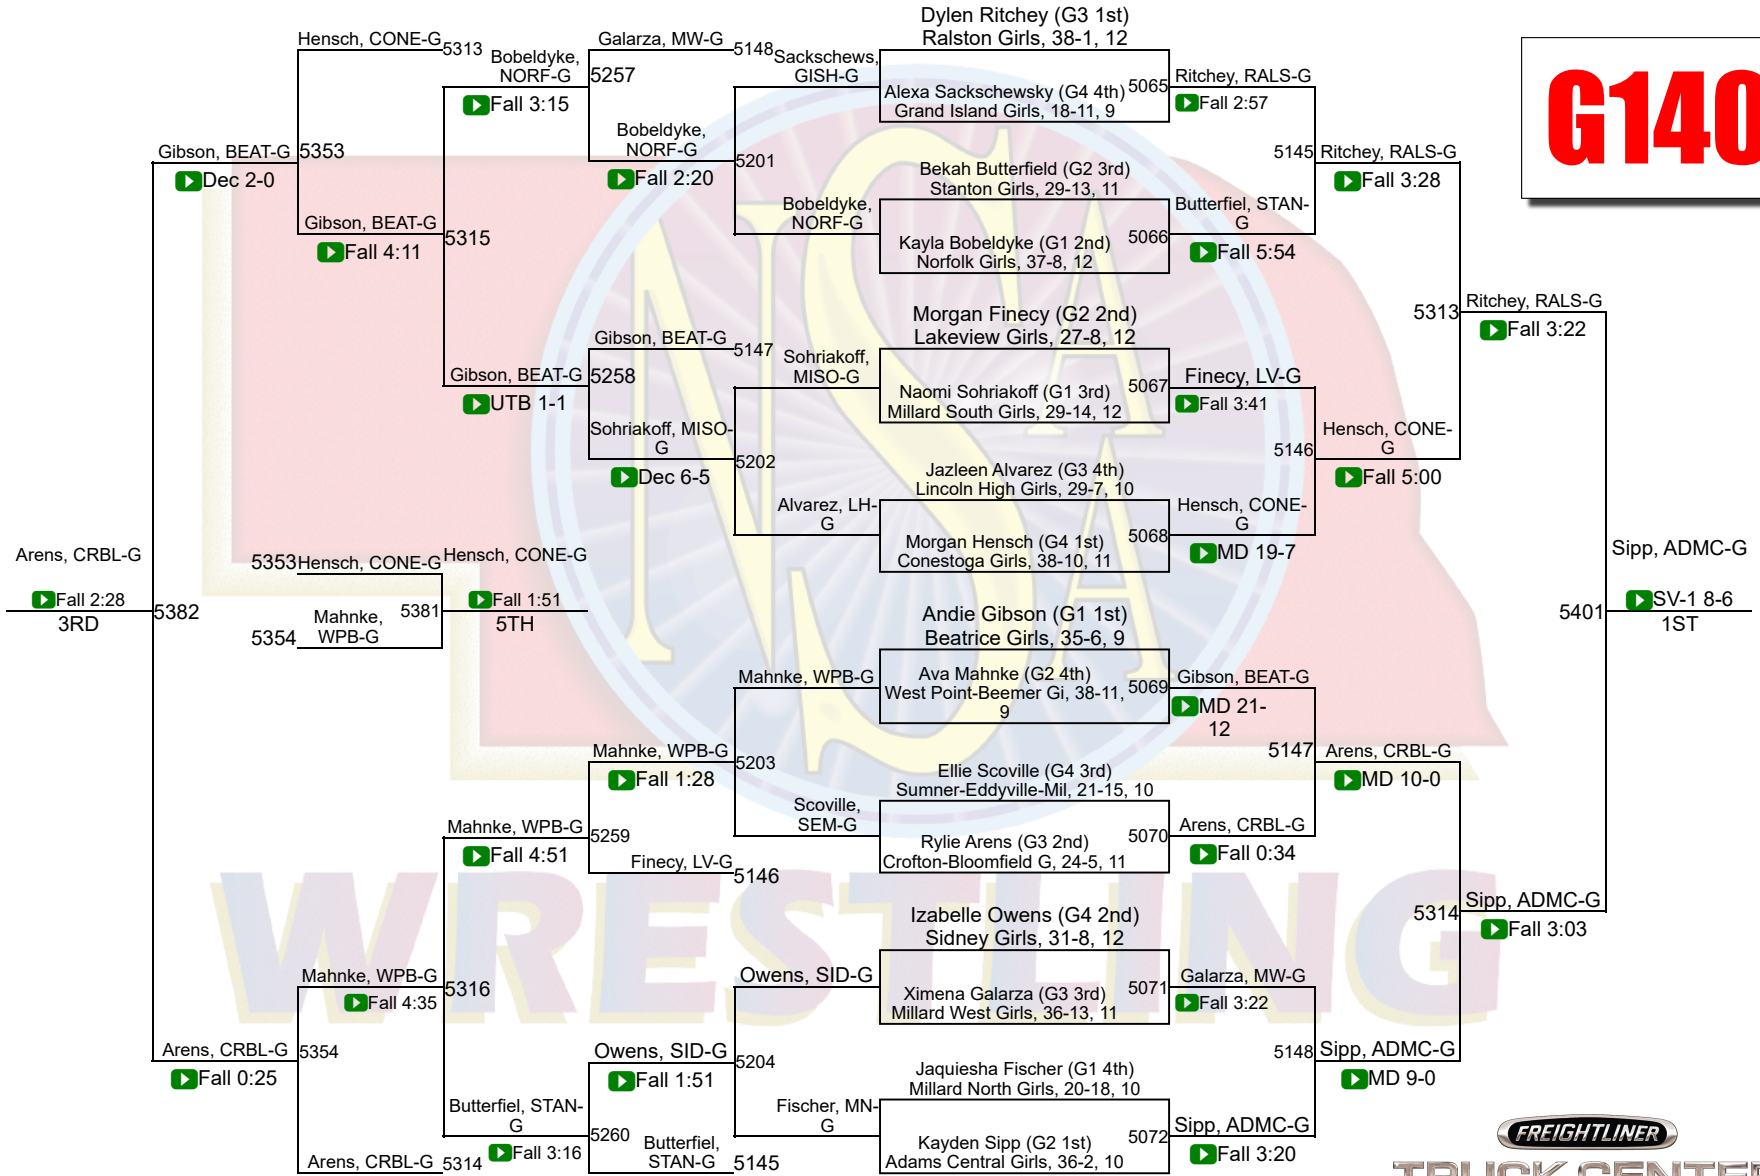 Dylen Ritchey (G3 1st)
Ralston Girls, 38-1, 12
Alexa Sackschewsky (G4 4th)
Grand Island Girls, 18-11, 9
5065
Bekah Butterfield (G2 3rd)
Stanton Girls, 29-13, 11
Kayla Bobeldyke (G1 2nd)
Norfolk Girls, 37-8, 12
5066
Morgan Finecy (G2 2nd)
Lakeview Girls, 27-8, 12
Naomi Sohriakoff (G1 3rd)
Millard South Girls, 29-14, 12
5067
Jazleen Alvarez (G3 4th)
Lincoln High Girls, 29-7, 10
Morgan Hensch (G4 1st)
Conestoga Girls, 38-10, 11
5068
Andie Gibson (G1 1st)
Beatrice Girls, 35-6, 9
Ava Mahnke (G2 4th)
West Point-Beemer Gi, 38-11,
9
5069
Ellie Scoville (G4 3rd)
Sumner-Eddyville-Mil, 21-15, 10
Rylie Arens (G3 2nd)
Crofton-Bloomfield G, 24-5, 11
5070
Izabelle Owens (G4 2nd)
Sidney Girls, 31-8, 12
Ximena Galarza (G3 3rd)
Millard West Girls, 36-13, 11
5071
Jaquiesha Fischer (G1 4th)
Millard North Girls, 20-18, 10
Kayden Sipp (G2 1st)
Adams Central Girls, 36-2, 10
5072
Ritchey, RALS-G
Fall 2:57
Butterfiel, STAN-
G
Fall 5:54
Finecy, LV-G
Fall 3:41
Hensch, CONE-
G
MD 19-7
Gibson, BEAT-G
MD 21-
12
Arens, CRBL-G
Fall 0:34
Galarza, MW-G
Fall 3:22
Sipp, ADMC-G
Fall 3:20
5145
Ritchey, RALS-G
Fall 3:28
5146
Hensch, CONE-
G
Fall 5:00
5147
Arens, CRBL-G
MD 10-0
5148
Sipp, ADMC-G
MD 9-0
5313
Ritchey, RALS-G
Fall 3:22
5314
Sipp, ADMC-G
Fall 3:03
5401
Sipp, ADMC-G
SV-1 8-6
1ST
Sackschews,
GISH-G
Bobeldyke,
NORF-G
5201
Sohriakoff,
MISO-G
Alvarez, LH-
G
5202
Mahnke, WPB-G
Scoville,
SEM-G
5203
Owens, SID-G
Fischer, MN-
G
5204
Galarza, MW-G
5148
Bobeldyke,
NORF-G
Fall 2:20
5257
Gibson, BEAT-G
5147
Sohriakoff, MISO-
G
Dec 6-5
5258
Mahnke, WPB-G
Fall 1:28
Finecy, LV-G
5146
5259
Owens, SID-G
Fall 1:51
Butterfiel,
STAN-G
5145
5260
Bobeldyke,
NORF-G
Fall 3:15
Gibson, BEAT-G
UTB 1-1
5315
Mahnke, WPB-G
Fall 4:51
Butterfiel, STAN-
G
Fall 3:16
5316
Hensch, CONE-G
5313
Gibson, BEAT-G
Fall 4:11
5353
Mahnke, WPB-G
Fall 4:35
Arens, CRBL-G
5314
5354
Gibson, BEAT-G
Dec 2-0
Arens, CRBL-G
Fall 0:25
5382
Arens, CRBL-G
Fall 2:28
3RD
5353
Hensch, CONE-G
5354
Mahnke,
WPB-G
5381
Hensch, CONE-G
Fall 1:51
5TH
G140
NSAA
WRESTLING
FREIGHTLINER
TRUCK CENTER